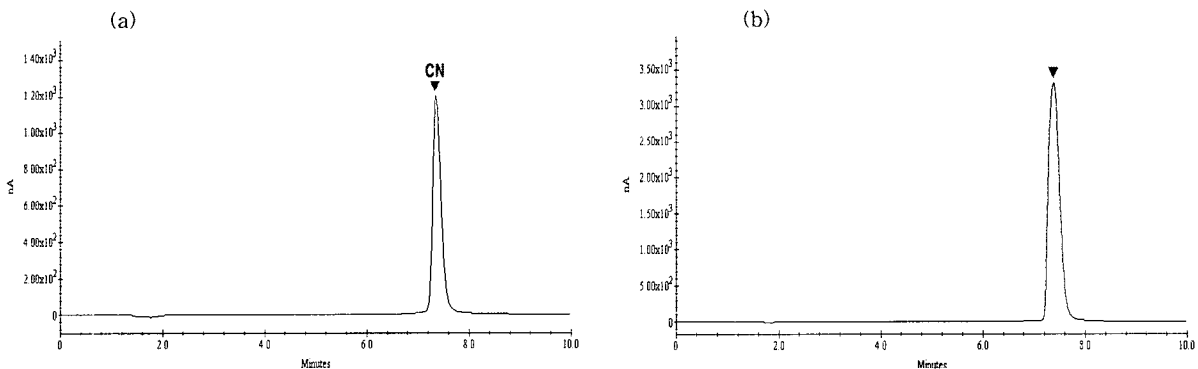 (a)
CN
1.40x10³
1.20x10³
1.00x10³
8.00x10²
6.00x10²
4.00x10²
2.00x10²
0
nA
0 2.0 4.0 6.0 8.0 10.0
Minutes
(b)
3.50x10³
3.00x10³
2.50x10³
2.00x10³
1.50x10³
1.00x10³
5.00x10²
0
nA
0 2.0 4.0 6.0 8.0 10.0
Minutes